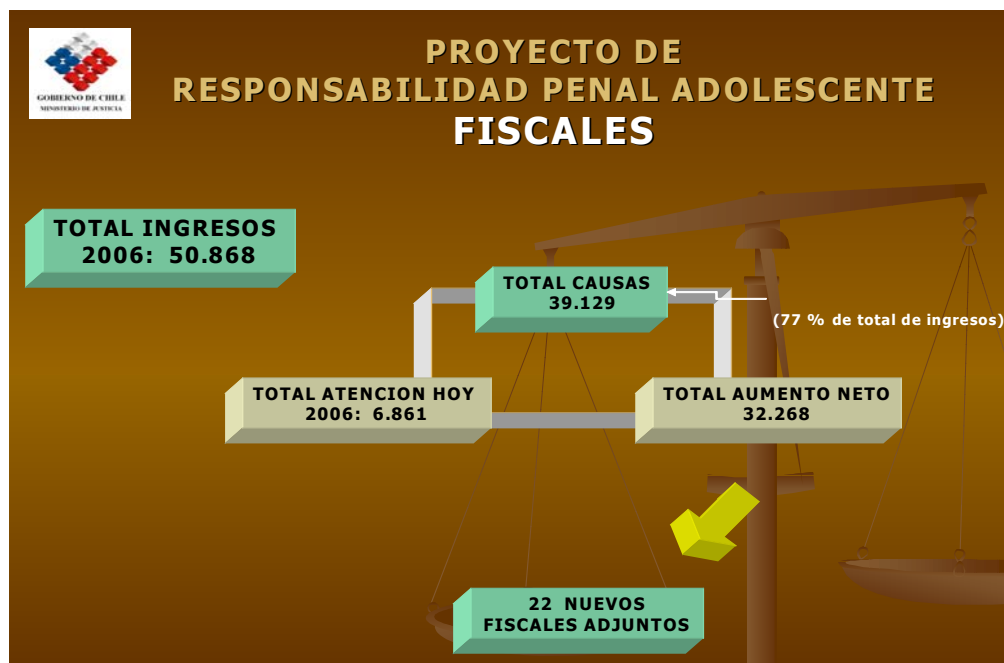 GOBIERNO DE CHILE
MINISTERIO DE JUSTICIA
PROYECTO DE
RESPONSABILIDAD PENAL ADOLESCENTE
FISCALES
TOTAL INGRESOS
2006: 50.868
TOTAL CAUSAS
39.129
(77 % de total de ingresos)
TOTAL ATENCION HOY
2006: 6.861
TOTAL AUMENTO NETO
32.268
22 NUEVOS
FISCALES ADJUNTOS